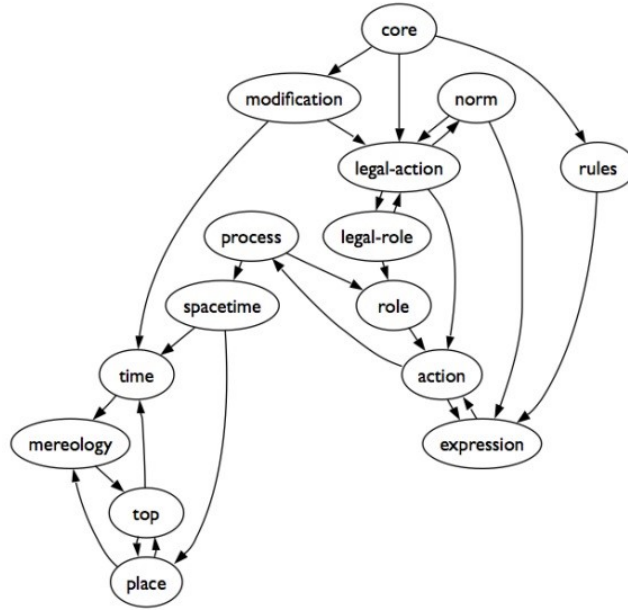 core
modification
norm
legal-action
rules
process
legal-role
spacetime
role
time
action
mereology
expression
top
place